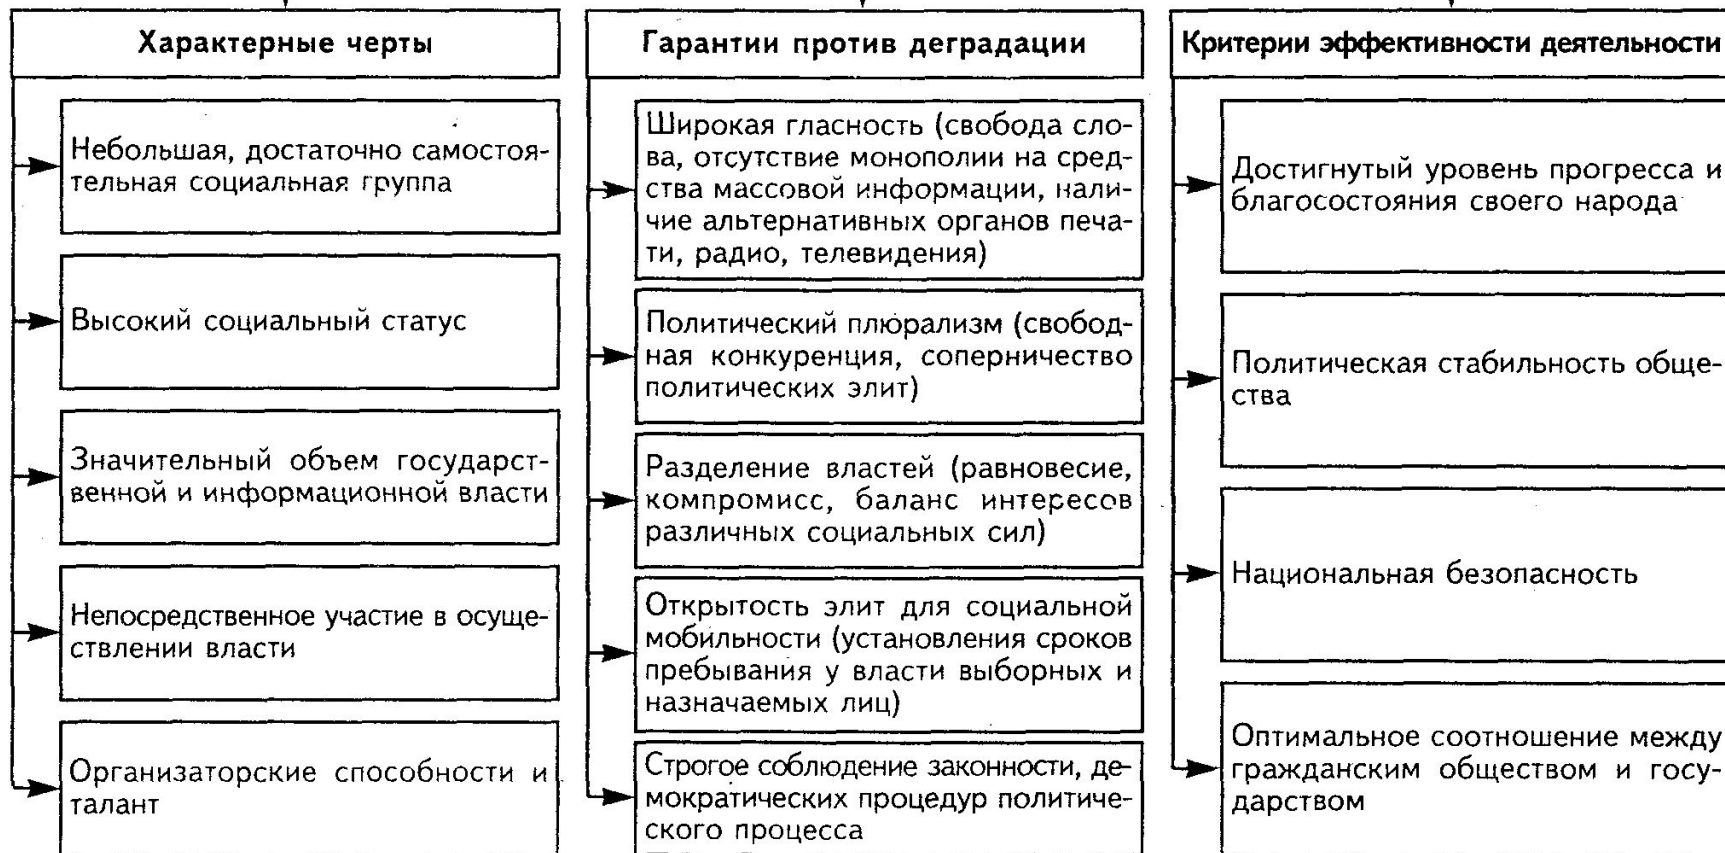 Характерные черты
Небольшая, достаточно самостоя-
тельная социальная группа
Высокий социальный статус
Значительный объем государст-
венной и информационной власти
Непосредственное участие в осуще-
ствлении власти
Организаторские способности и
талант
Гарантии против деградации
Широкая гласность (свобода сло-
ва, отсутствие монополии на сред-
ства массовой информации, нали-
чие альтернативных органов печа-
ти, радио, телевидения)
Политический плюрализм (свобод-
ная конкуренция, соперничество
политических элит)
Разделение властей (равновесие,
компромисс, баланс интересов
различных социальных сил)
Открытость элит для социальной
мобильности (установления сроков
пребывания у власти выборных и
назначаемых лиц)
Строгое соблюдение законности, де-
мократических процедур политиче-
ского процесса
Критерии эффективности деятельности
Достигнутый уровень прогресса и
благосостояния своего народа
Политическая стабильность обще-
ства
Национальная безопасность
Оптимальное соотношение между
гражданским обществом и госу-
дарством